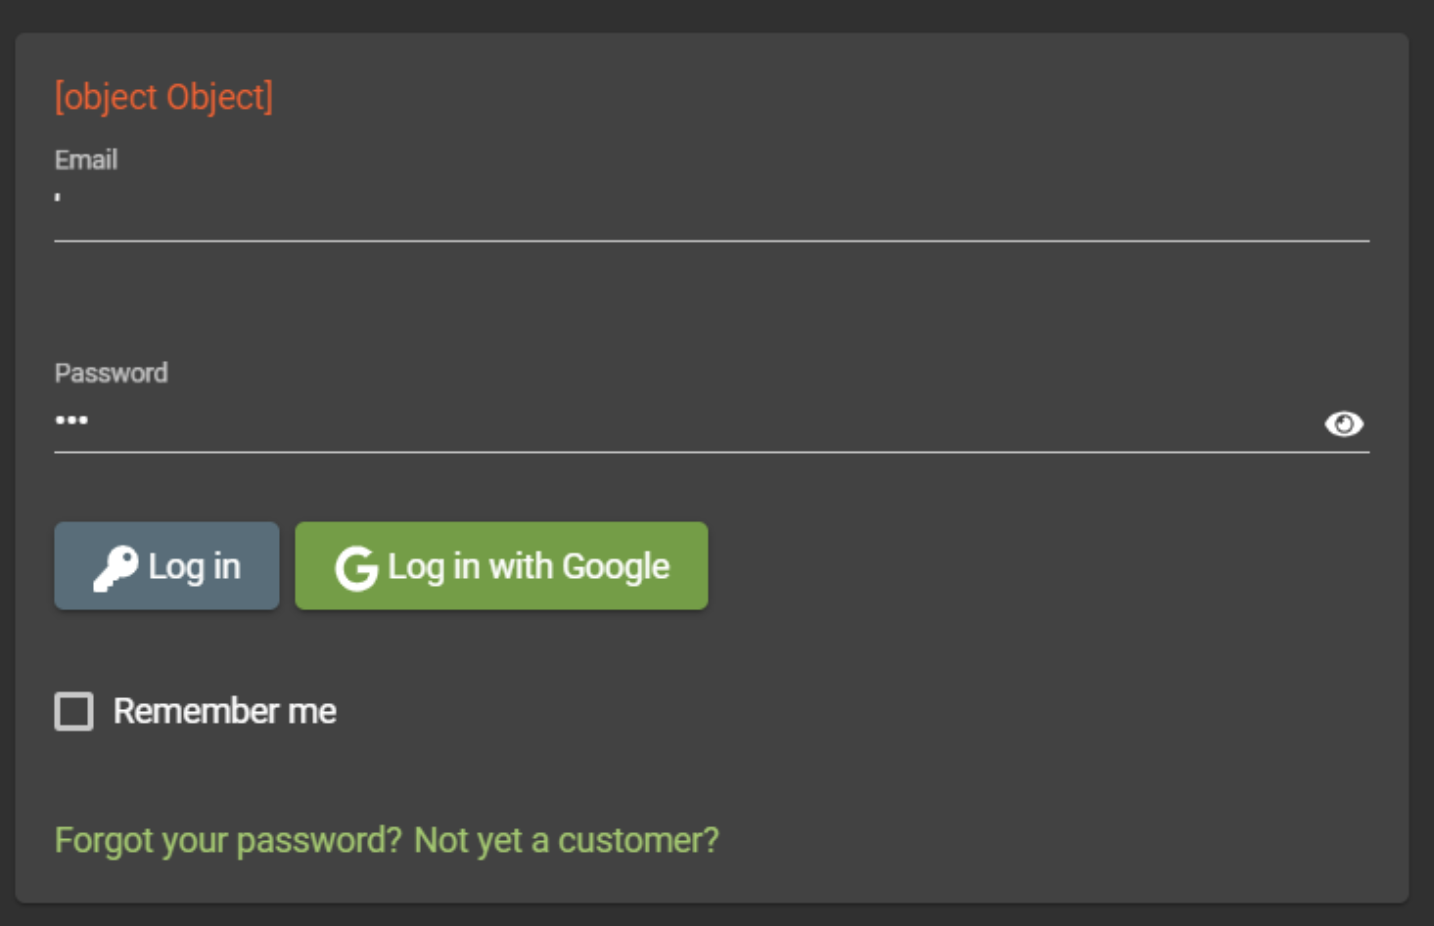 [object Object]
Email
'
Password
•••
Log in
Log in with Google
Remember me
Forgot your password? Not yet a customer?